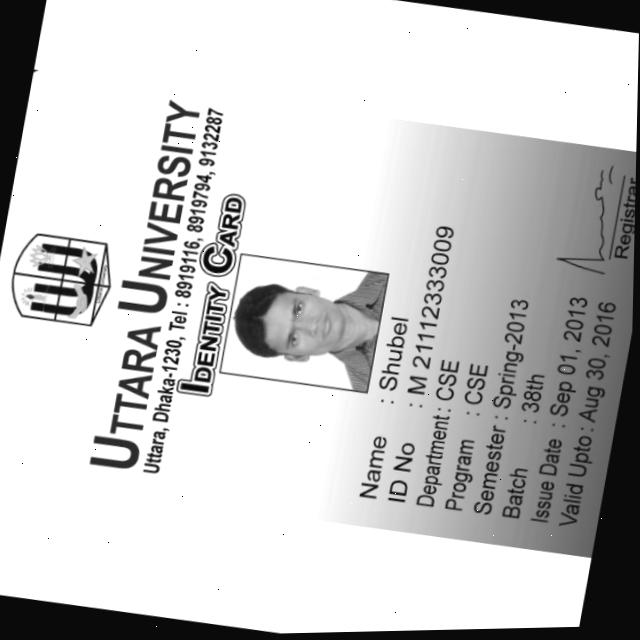 UTTARA UNIVERSITY
Uttara, Dhaka-1230, Tel : 8919116, 8919794, 9132287
IDENTITY CARD
Name : Shubel
ID No : M 21112333009
Department : CSE
Program : CSE
Semester : Spring-2013
Batch : 38th
Issue Date : Sep 01, 2013
Valid Upto : Aug 30, 2016
Registrar